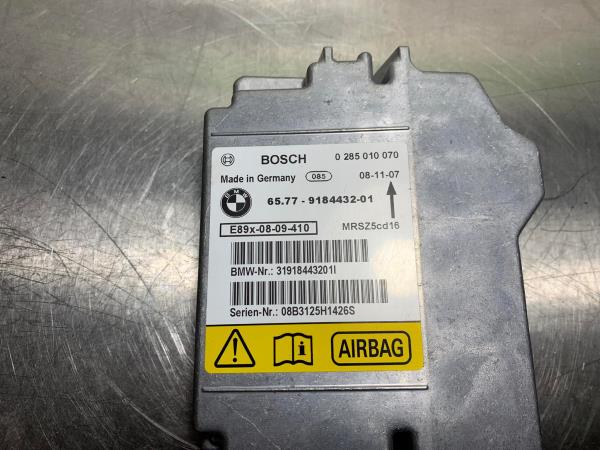 BOSCH 0 285 010 070
Made in Germany 085 08-11-07
BMW 65.77 - 9184432-01
E89x-08-09-410 MRSZ5cd16
BMW-Nr.: 31918443201I
Serien-Nr.: 08B3125H1426S
AIRBAG